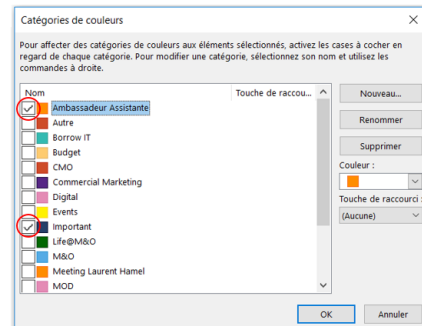 Catégories de couleurs
Pour affecter des catégories de couleurs aux éléments sélectionnés, activez les cases à cocher en
regard de chaque catégorie. Pour modifier une catégorie, sélectionnez son nom et utilisez les
commandes à droite.
Nom Touche de raccou...
Ambassadeur Assistante
Autre
Borrow IT
Budget
CMO
Commercial Marketing
Digital
Events
Important
Life@M&O
M&O
Meeting Laurent Hamel
MOD
Nouveau...
Renommer
Supprimer
Couleur :
Touche de raccourci :
(Aucune)
OK Annuler